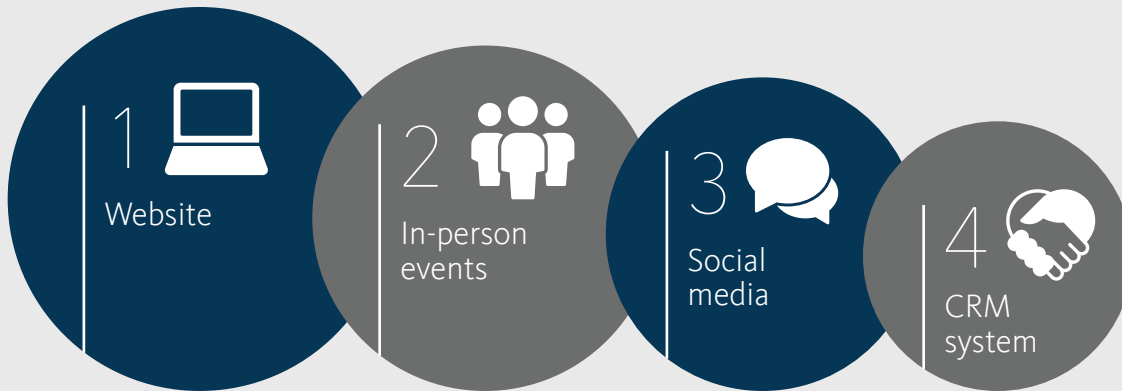 1
Website
2
In-person
events
3
Social
media
4
CRM
system